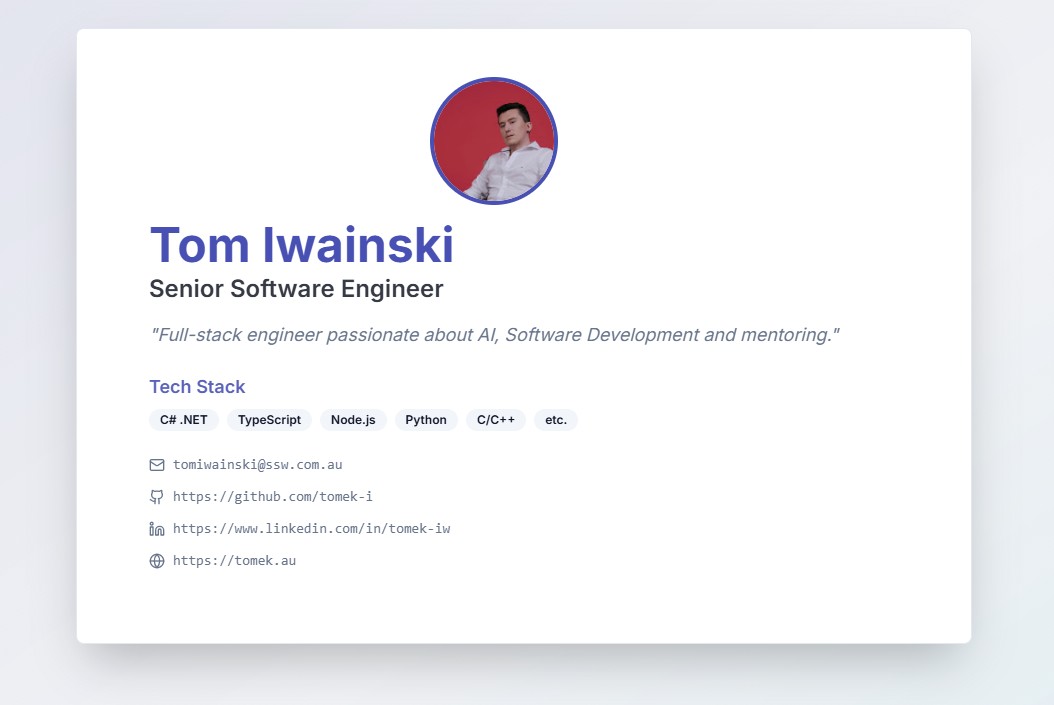 Tom Iwainski
Senior Software Engineer
"Full-stack engineer passionate about AI, Software Development and mentoring."
Tech Stack
C# .NET TypeScript Node.js Python C/C++ etc.
tomiwainski@ssw.com.au
https://github.com/tomek-i
https://www.linkedin.com/in/tomek-iw
https://tomek.au